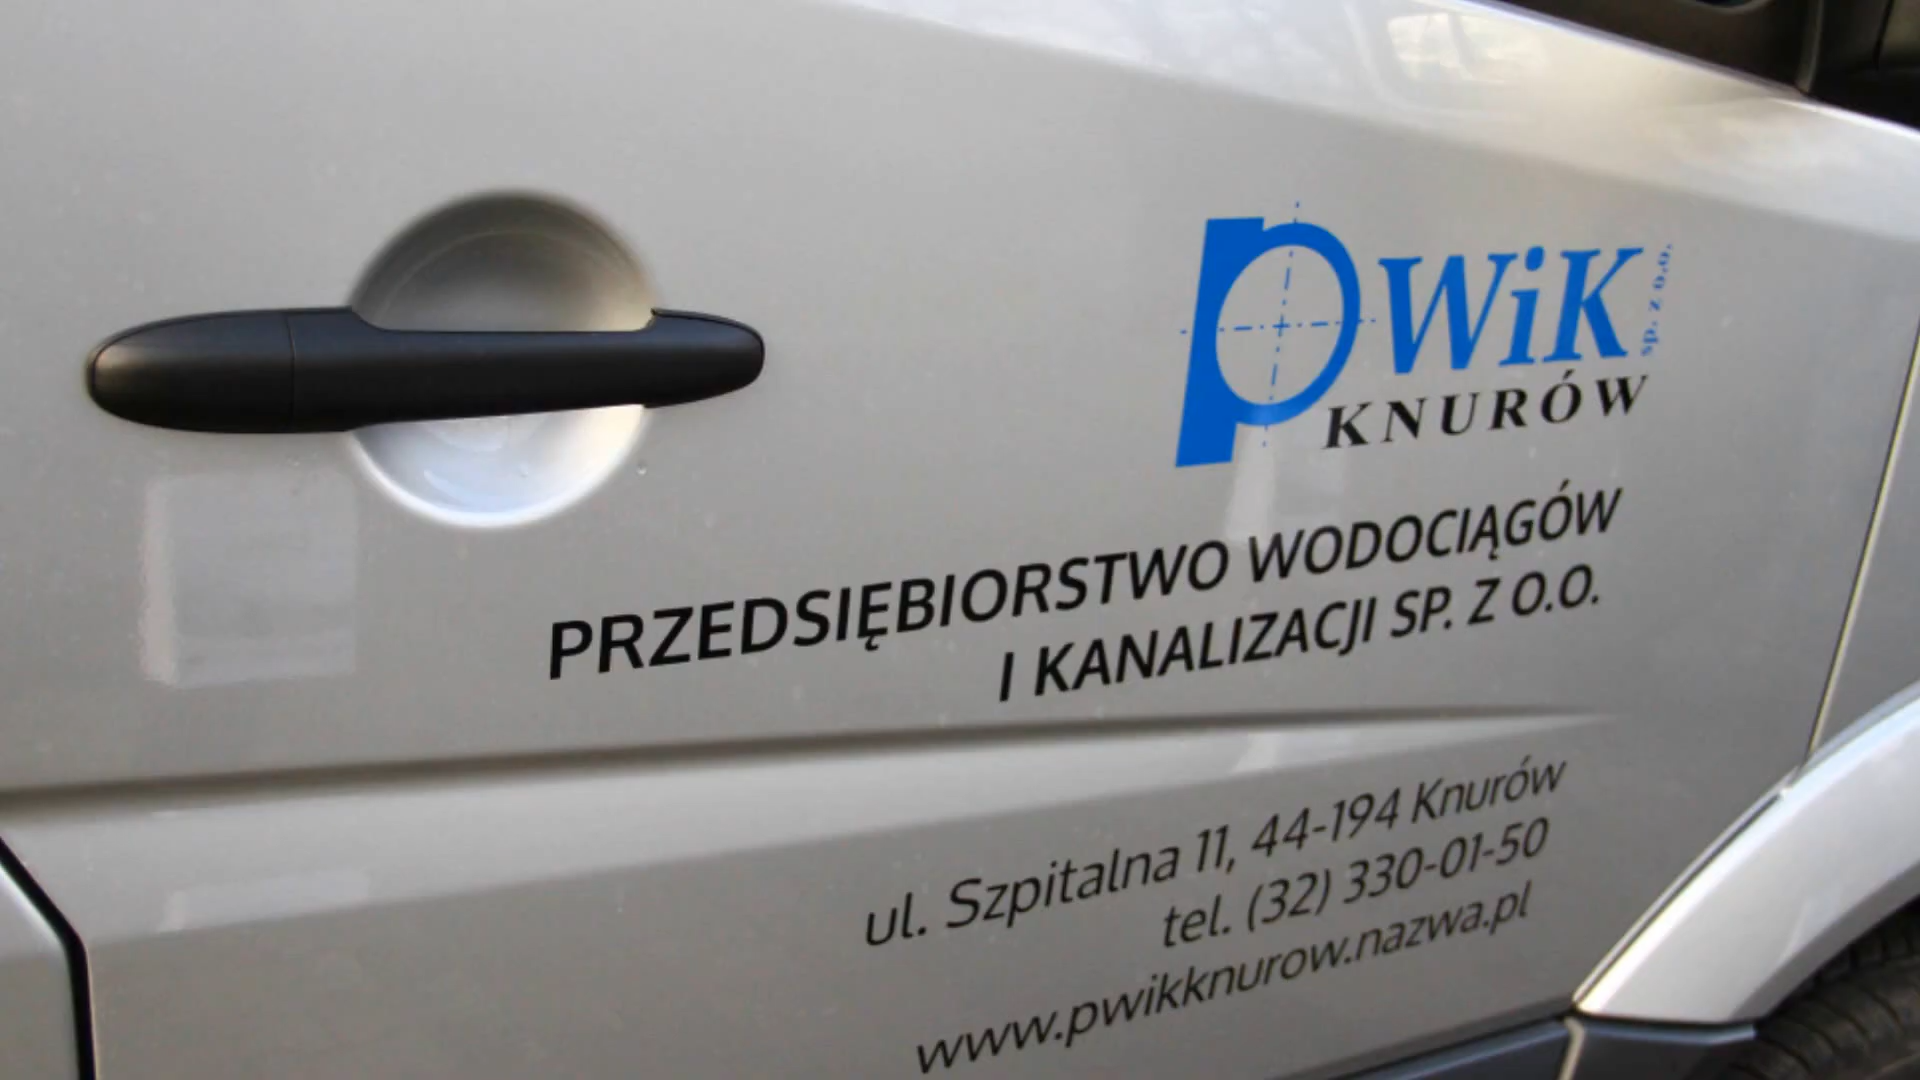 pWiK sp. z o.o.
KNURÓW
PRZEDSIĘBIORSTWO WODOCIĄGÓW
I KANALIZACJI SP. Z O.O.
ul. Szpitalna 11, 44-194 Knurów
tel. (32) 330-01-50
www.pwikknurow.nazwa.pl